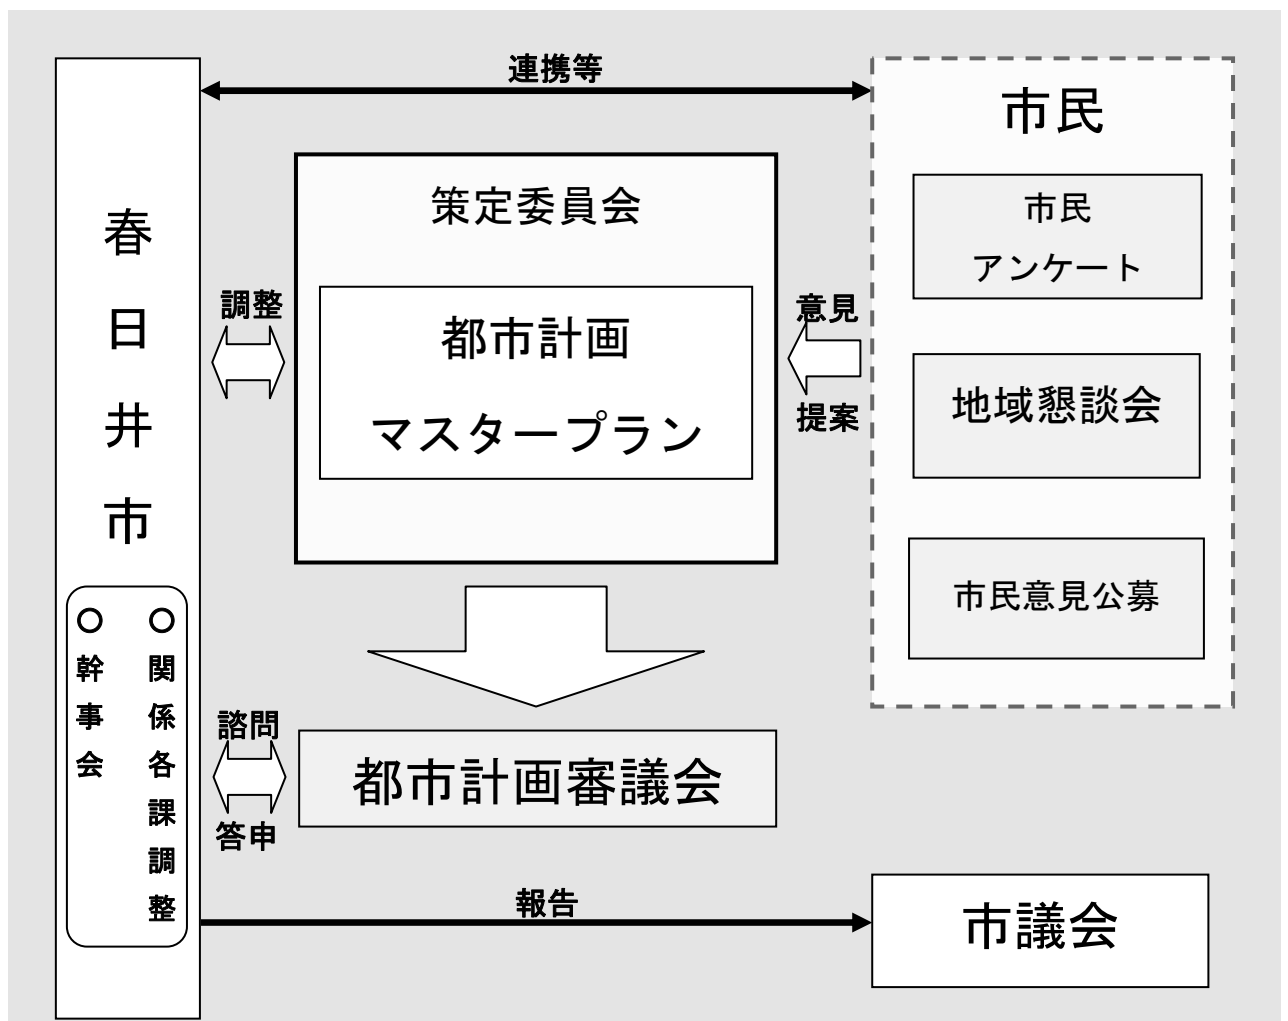 連携等
春日井市
○関係各課調整
○幹事会
調整
策定委員会
都市計画
マスタープラン
意見
提案
市民
市民
アンケート
地域懇談会
市民意見公募
諮問
答申
都市計画審議会
報告
市議会